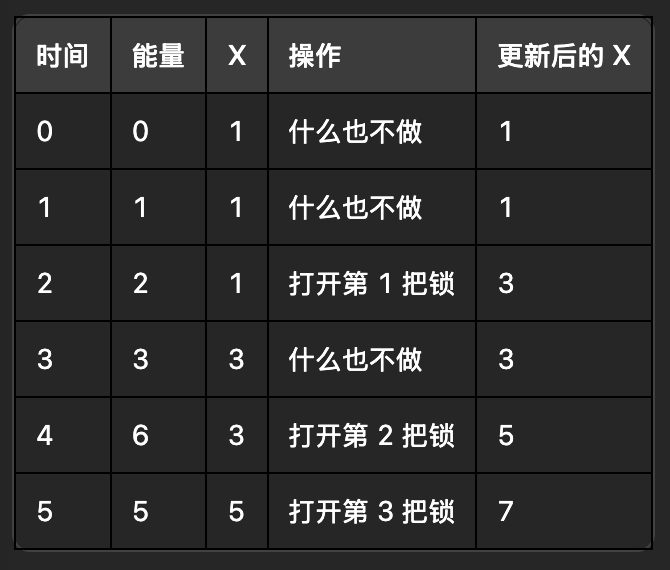 时间 能量 X 操作 更新后的 X
0 0 1 什么也不做 1
1 1 1 什么也不做 1
2 2 1 打开第 1 把锁 3
3 3 3 什么也不做 3
4 6 3 打开第 2 把锁 5
5 5 5 打开第 3 把锁 7